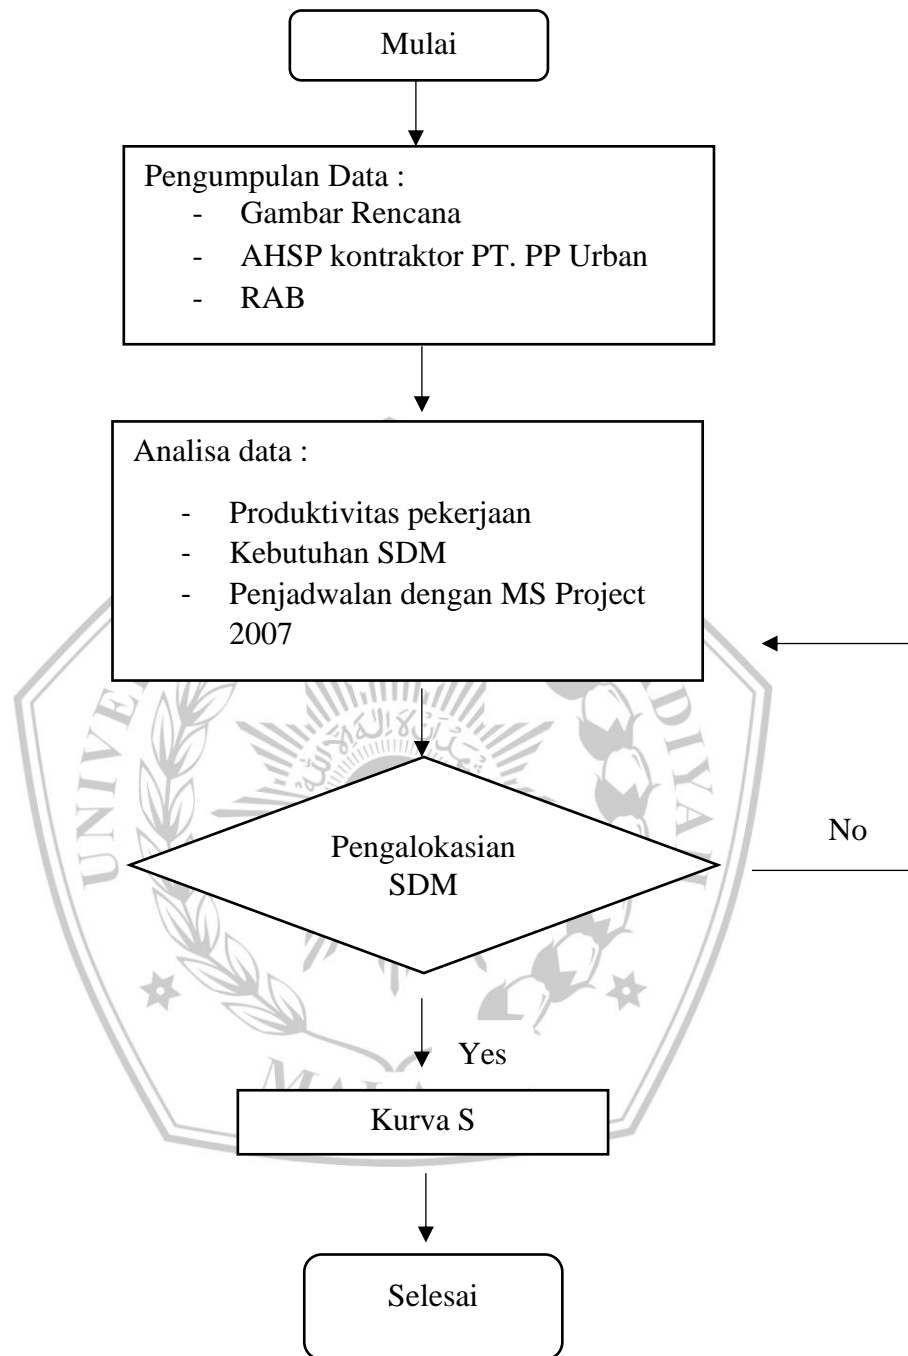 Mulai
Pengumpulan Data :
- Gambar Rencana
- AHSP kontraktor PT. PP Urban
- RAB
Analisa data :
- Produktivitas pekerjaan
- Kebutuhan SDM
- Penjadwalan dengan MS Project
2007
Pengalokasian
SDM
No
Yes
Kurva S
Selesai